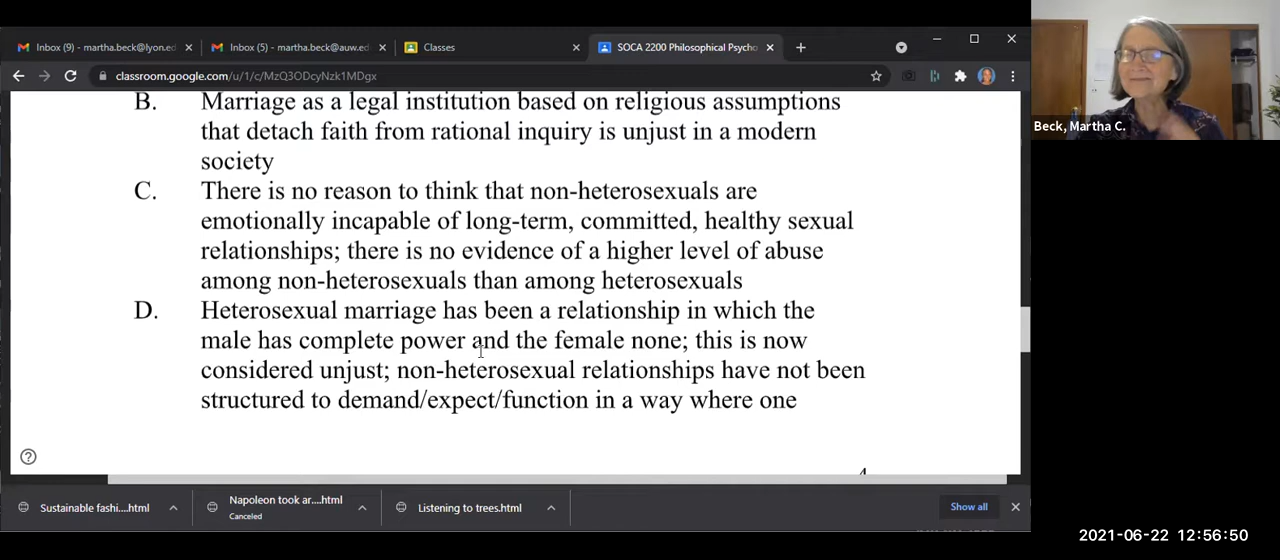 Inbox (9) - martha.beck@lyon.ed
Inbox (5) - martha.beck@auw.ed
Classes
SOCA 2200 Philosophical Psycho
classroom.google.com/u/1/c/MzQ3ODcyNzk1MDgx
Beck, Martha C.
B. Marriage as a legal institution based on religious assumptions
that detach faith from rational inquiry is unjust in a modern
society
C. There is no reason to think that non-heterosexuals are
emotionally incapable of long-term, committed, healthy sexual
relationships; there is no evidence of a higher level of abuse
among non-heterosexuals than among heterosexuals
D. Heterosexual marriage has been a relationship in which the
male has complete power and the female none; this is now
considered unjust; non-heterosexual relationships have not been
structured to demand/expect/function in a way where one
4
Sustainable fashi....html
Napoleon took ar....html
Canceled
Listening to trees.html
Show all
2021-06-22 12:56:50